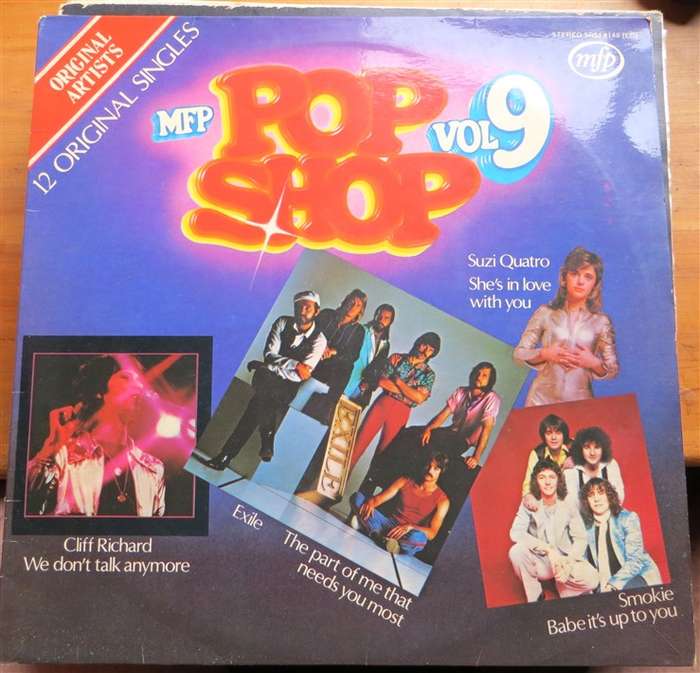 ORIGINAL
ARTISTS
12 ORIGINAL SINGLES
STEREO
mfp
MFP
POP
SHOP
VOL 9
Suzi Quatro
She's in love
with you
EXILE
Cliff Richard
We don't talk anymore
Exile
The part of me that
needs you most
Smokie
Babe it's up to you